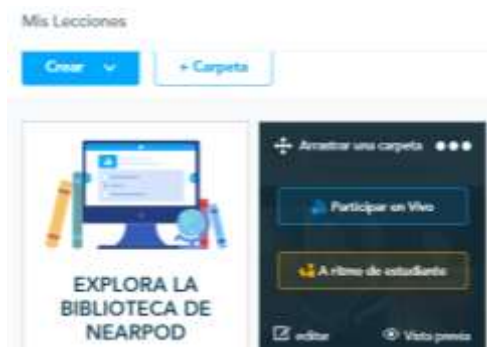 Mis Lecciones
Crear
+ Carpeta
Arrastrar una carpeta
Participar en Vivo
A ritmo de estudiante
EXPLORA LA
BIBLIOTECA DE
NEARPOD
editar
Vista previa